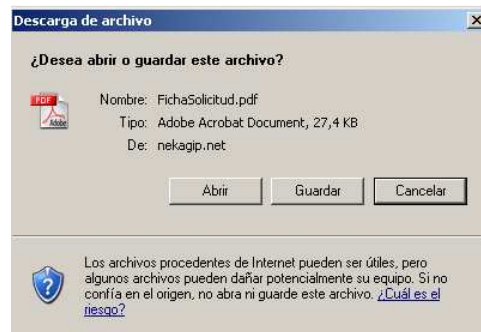 Descarga de archivo
¿Desea abrir o guardar este archivo?
PDF
Adobe
Nombre: FichaSolicitud.pdf
Tipo: Adobe Acrobat Document, 27,4 KB
De: nekagip.net
Abrir Guardar Cancelar
Los archivos procedentes de Internet pueden ser útiles, pero
algunos archivos pueden dañar potencialmente su equipo. Si no
confía en el origen, no abra ni guarde este archivo. ¿Cuál es el
riesgo?